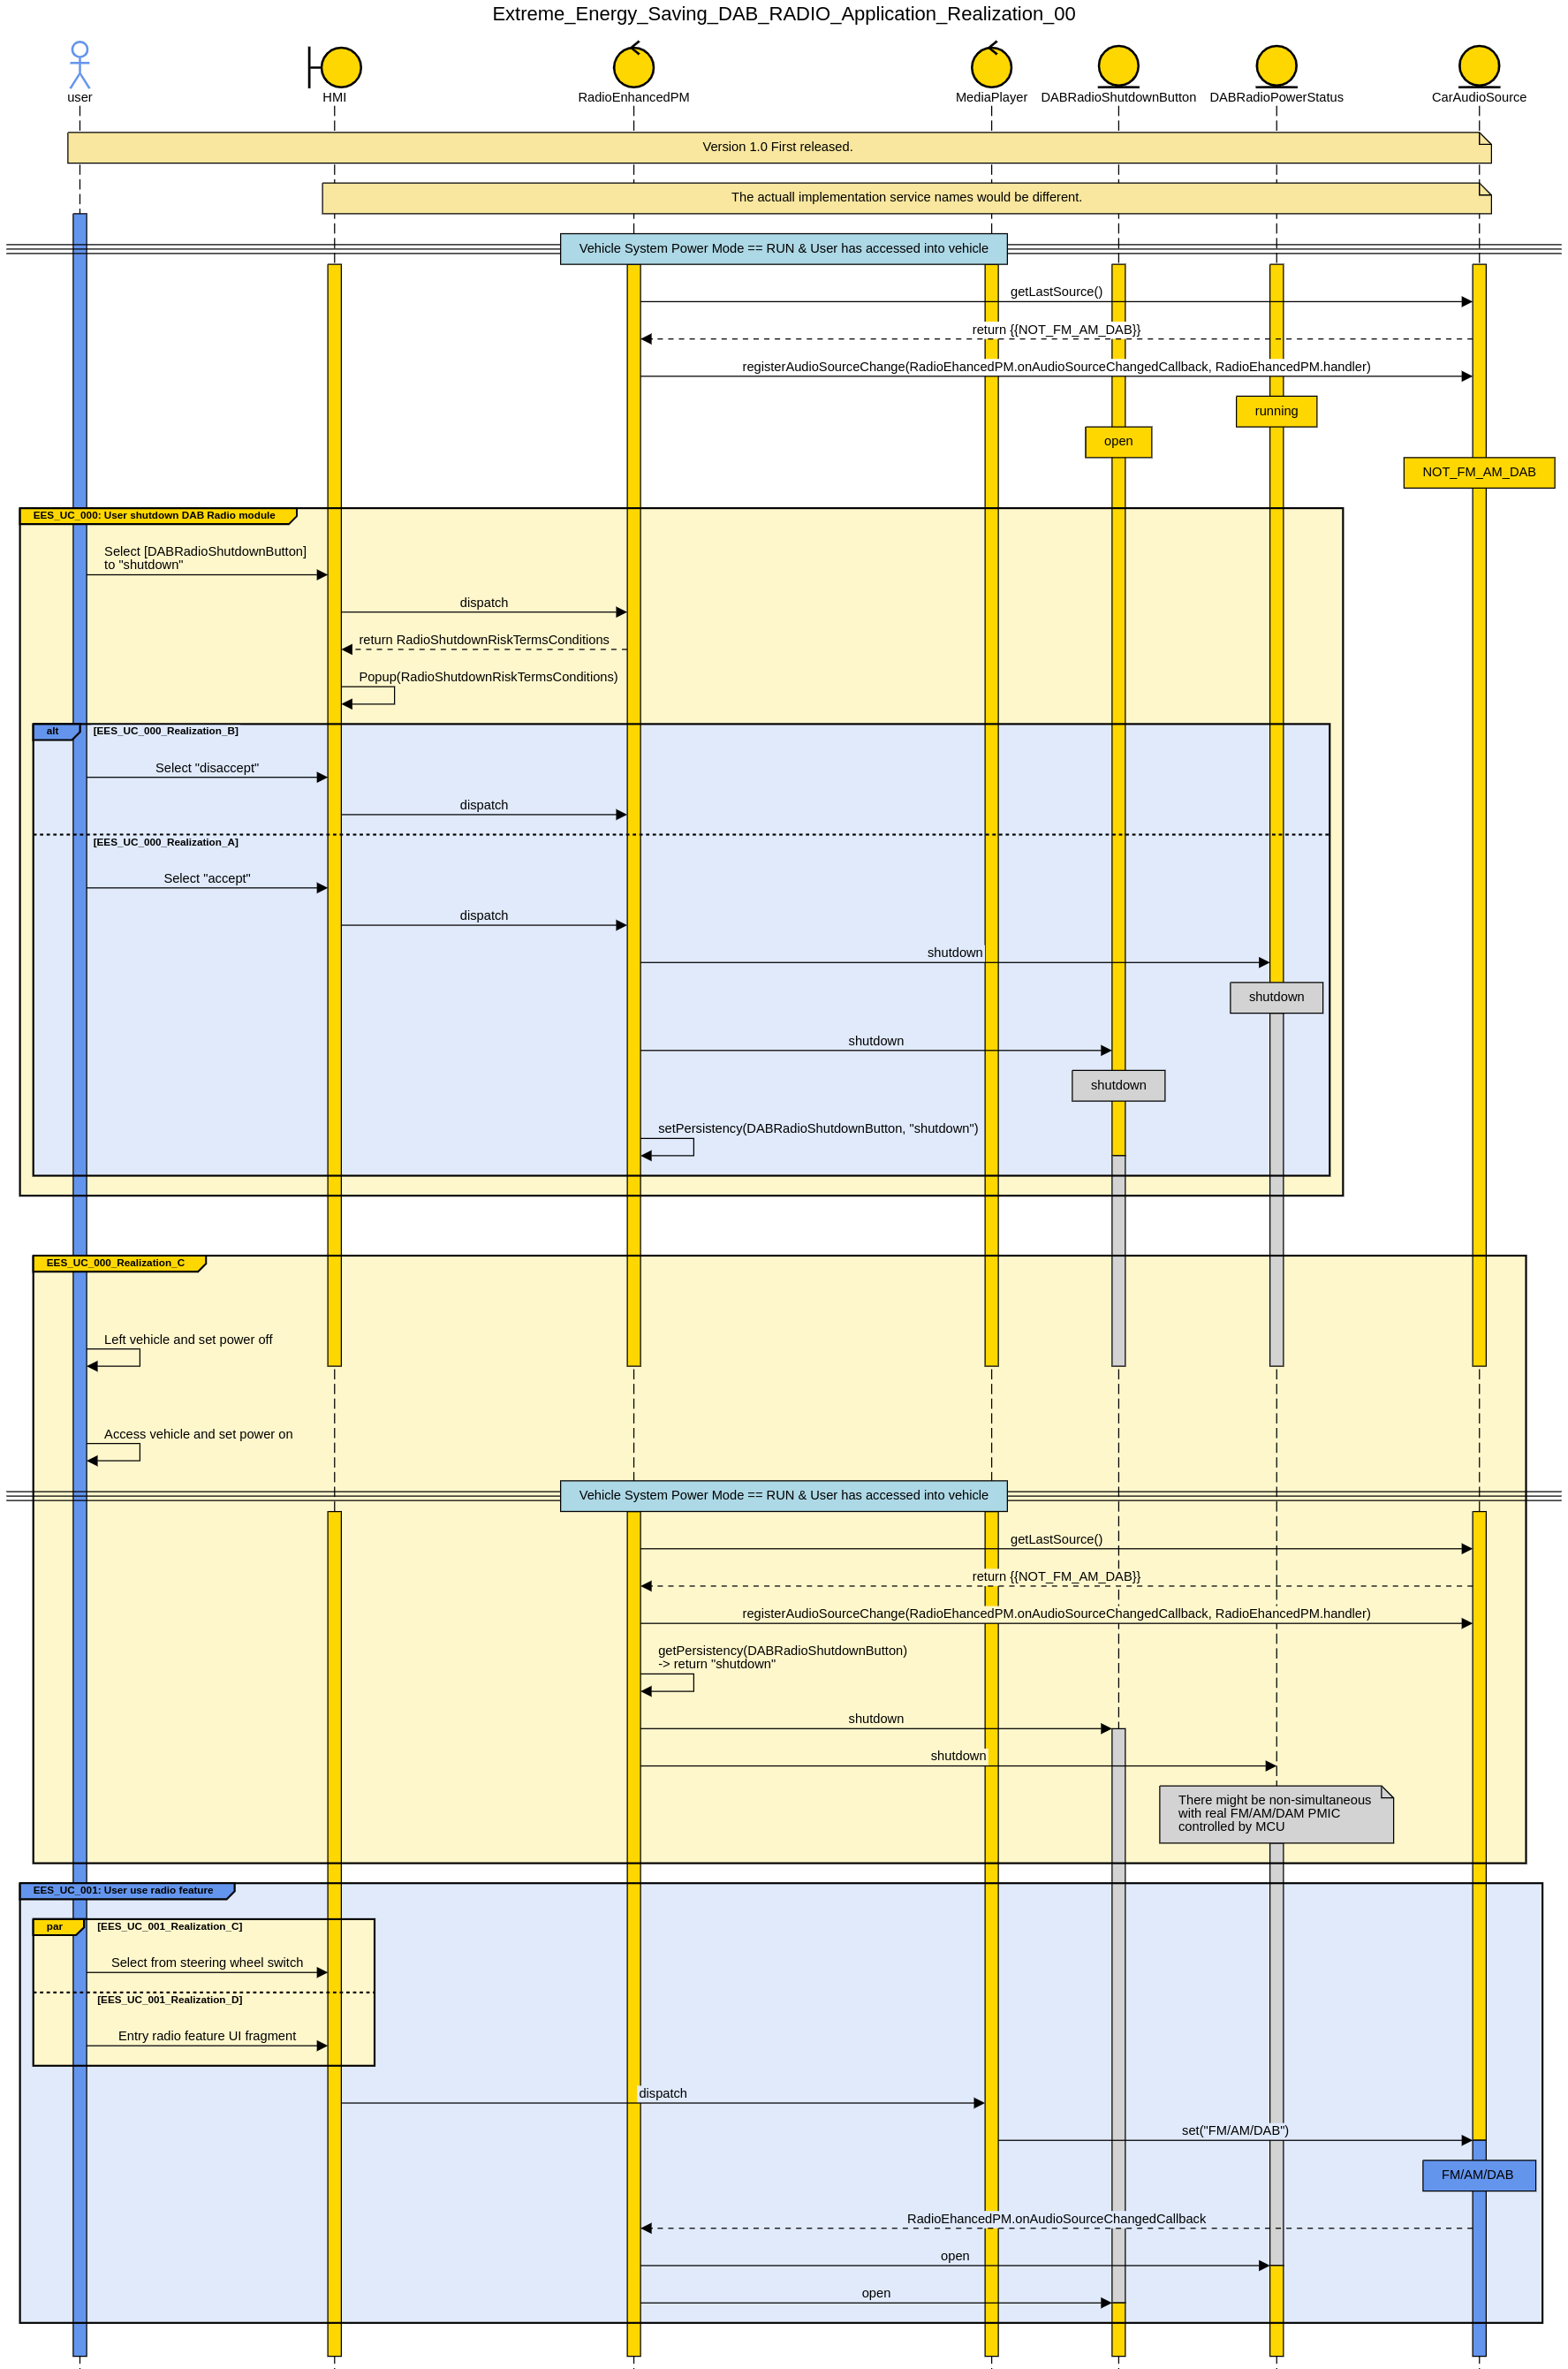 Extreme_Energy_Saving_DAB_RADIO_Application_Realization_00
user
HMI
RadioEnhancedPM
MediaPlayer
DABRadioShutdownButton
DABRadioPowerStatus
CarAudioSource
Version 1.0 First released.
The actuall implementation service names would be different.
Vehicle System Power Mode == RUN & User has accessed into vehicle
getLastSource()
return {{NOT_FM_AM_DAB}}
registerAudioSourceChange(RadioEhancedPM.onAudioSourceChangedCallback, RadioEhancedPM.handler)
running
open
NOT_FM_AM_DAB
EES_UC_000: User shutdown DAB Radio module
Select [DABRadioShutdownButton]
to "shutdown"
dispatch
return RadioShutdownRiskTermsConditions
Popup(RadioShutdownRiskTermsConditions)
alt
[EES_UC_000_Realization_B]
Select "disaccept"
dispatch
[EES_UC_000_Realization_A]
Select "accept"
dispatch
shutdown
shutdown
shutdown
shutdown
setPersistency(DABRadioShutdownButton, "shutdown")
EES_UC_000_Realization_C
Left vehicle and set power off
Access vehicle and set power on
Vehicle System Power Mode == RUN & User has accessed into vehicle
getLastSource()
return {{NOT_FM_AM_DAB}}
registerAudioSourceChange(RadioEhancedPM.onAudioSourceChangedCallback, RadioEhancedPM.handler)
getPersistency(DABRadioShutdownButton)
-> return "shutdown"
shutdown
shutdown
There might be non-simultaneous
with real FM/AM/DAM PMIC
controlled by MCU
EES_UC_001: User use radio feature
par
[EES_UC_001_Realization_C]
Select from steering wheel switch
[EES_UC_001_Realization_D]
Entry radio feature UI fragment
dispatch
set("FM/AM/DAB")
FM/AM/DAB
RadioEhancedPM.onAudioSourceChangedCallback
open
open